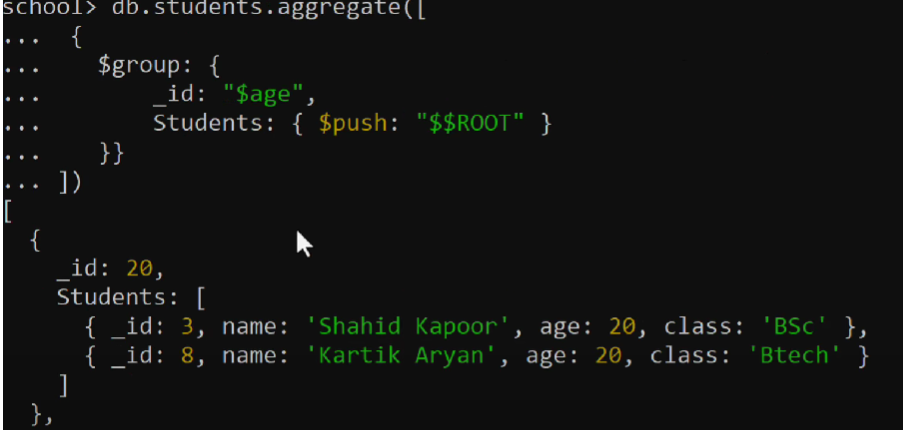 school> db.students.aggregate([
...  {
...    $group: {
...        _id: "$age",
...        Students: { $push: "$$ROOT" }
...    }}
... ])
[
  {
    _id: 20,
    Students: [
      { _id: 3, name: 'Shahid Kapoor', age: 20, class: 'BSc' },
      { _id: 8, name: 'Kartik Aryan', age: 20, class: 'Btech' }
    ]
  },